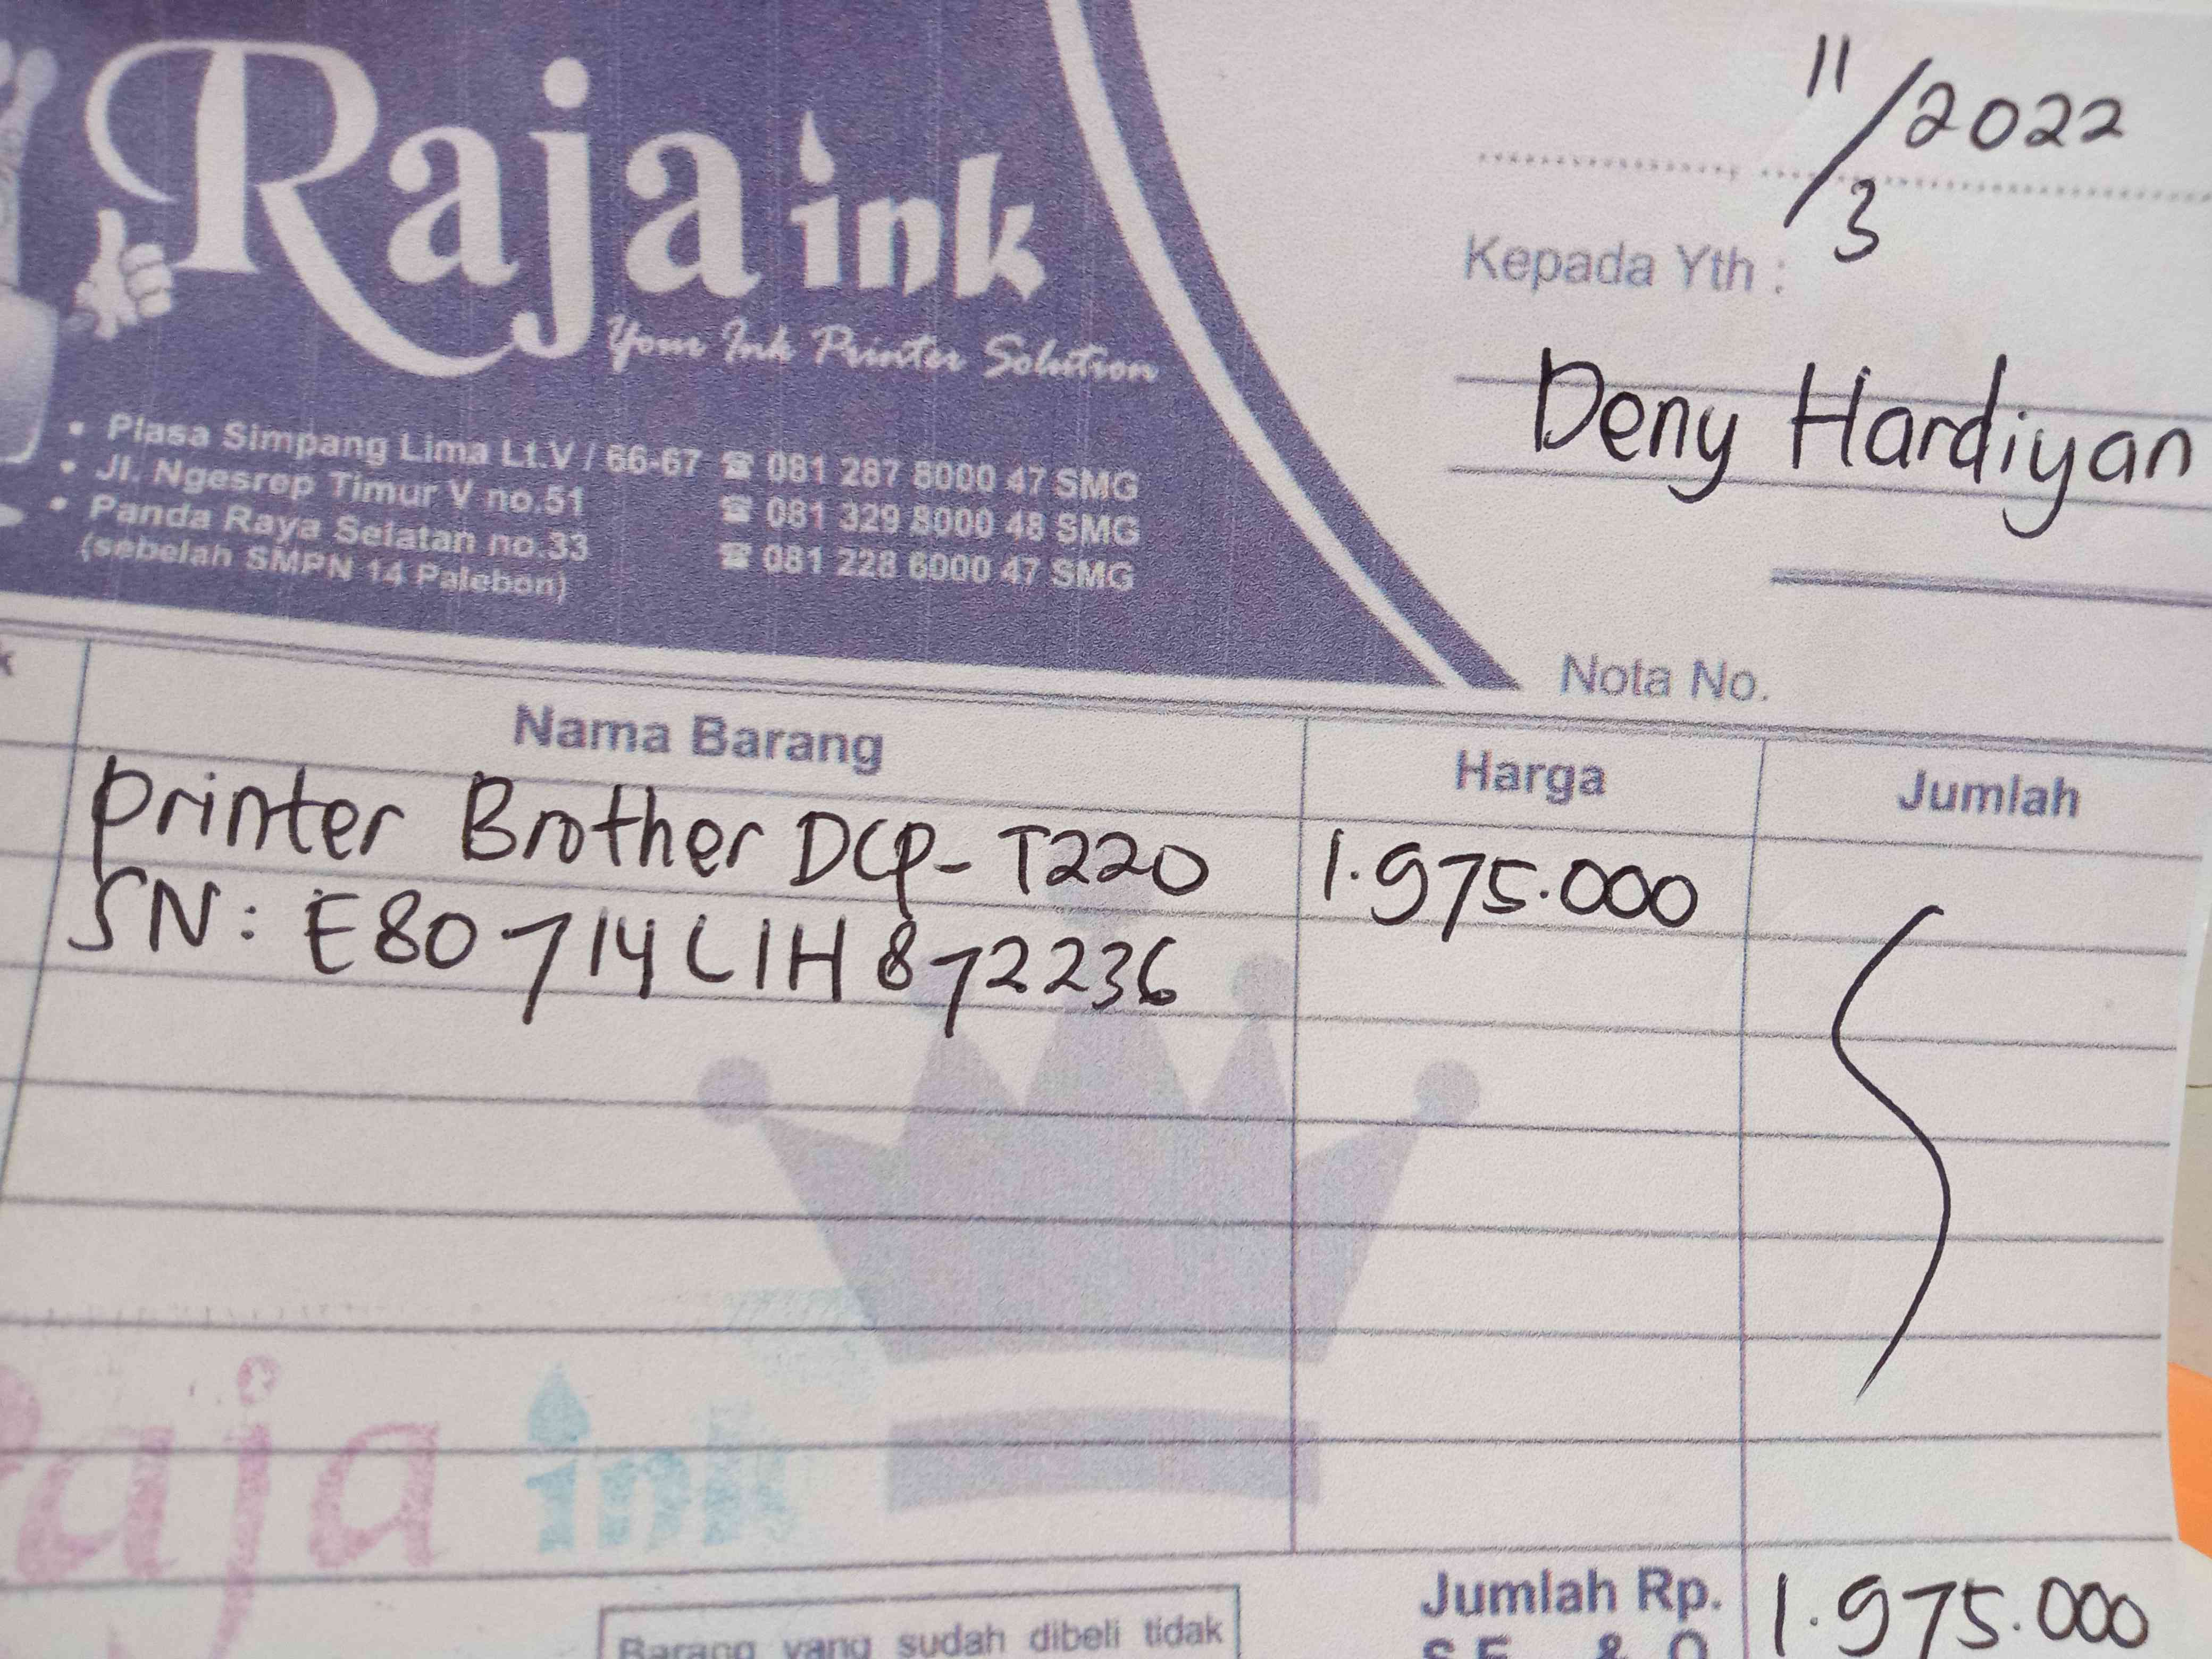 Raja ink
Your Ink Printer Solution
• Plasa Simpang Lima Lt.V / 66-67 ☎ 081 287 8000 47 SMG
• Jl. Ngesrep Timur V no.51 ☎ 081 329 8000 48 SMG
• Panda Raya Selatan no.33 ☎ 081 228 6000 47 SMG
(sebelah SMPN 14 Palebon)
11/3 2022
Kepada Yth :
Deny Hardiyan
Nota No.
k Nama Barang Harga Jumlah
Printer Brother DCP-T220 1.975.000
SN: E80714L1H872236
Raja ink
Jumlah Rp. 1.975.000
Barang yang sudah dibeli tidak